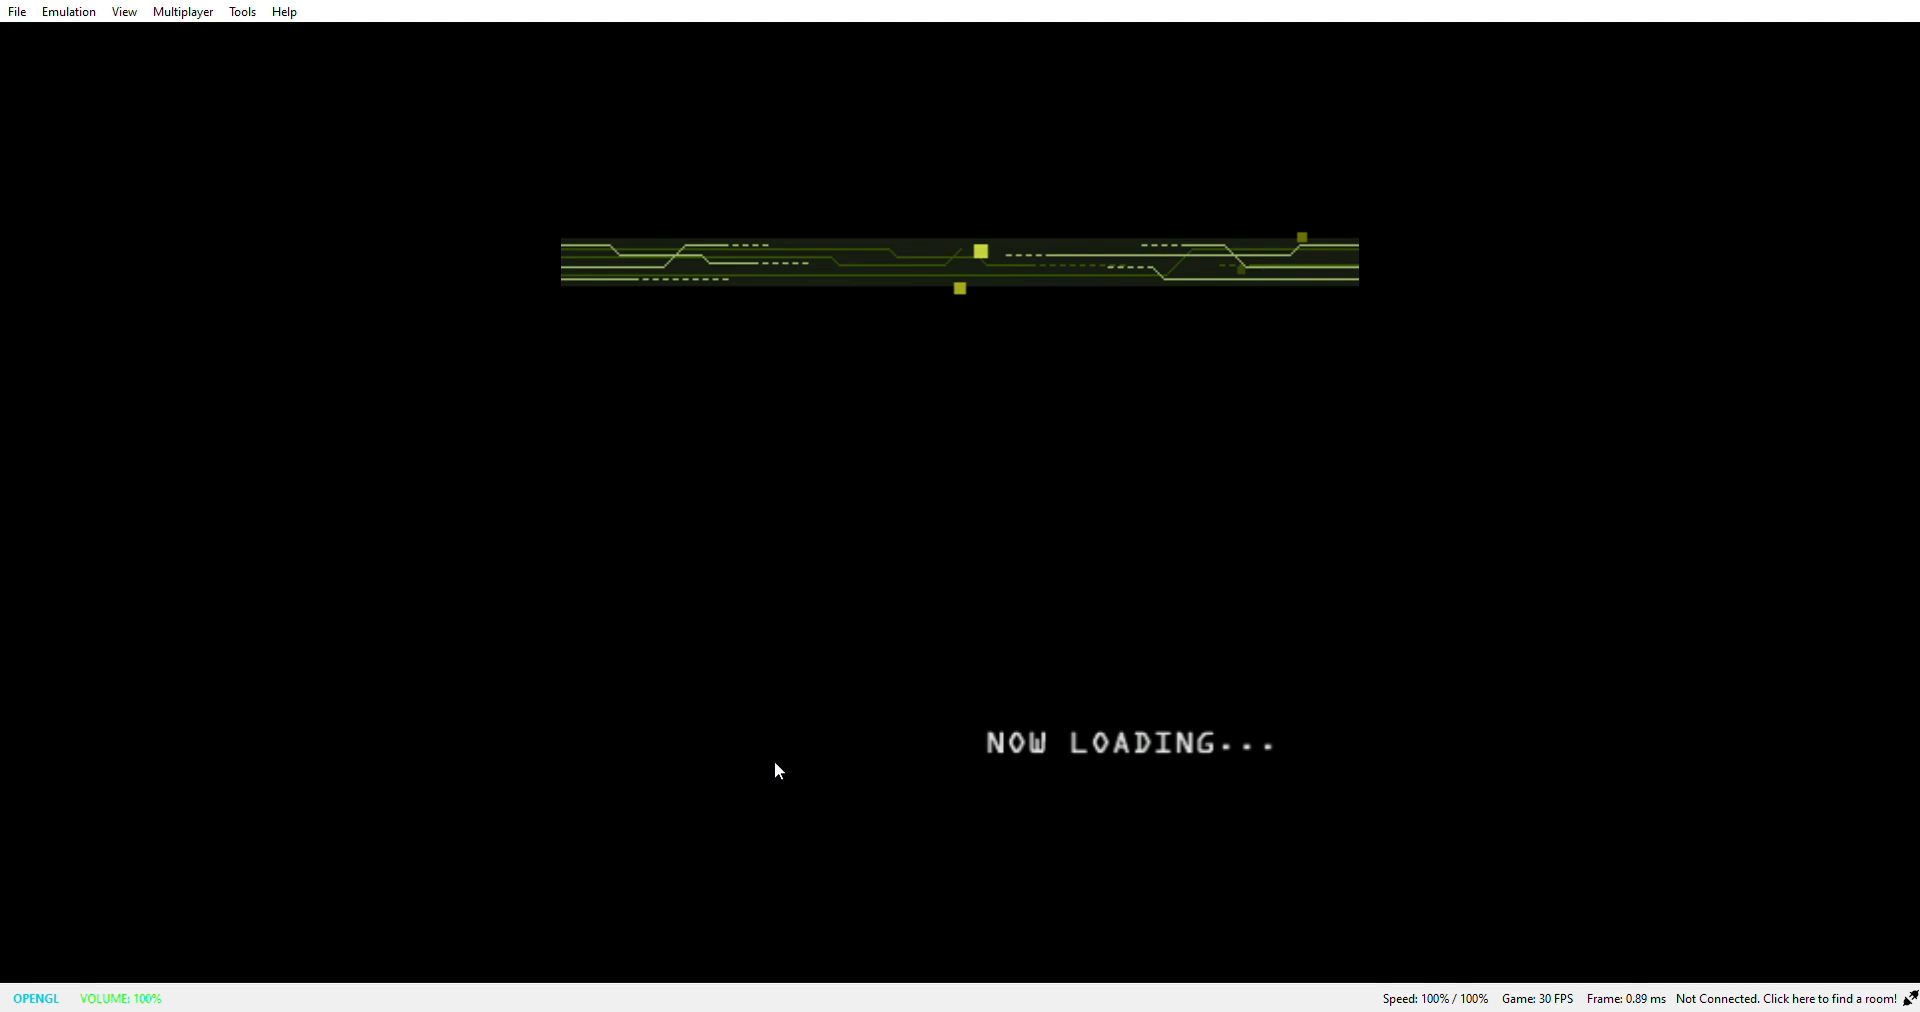 File Emulation View Multiplayer Tools Help
NOW LOADING...
OPENGL VOLUME: 100% Speed: 100% / 100% Game: 30 FPS Frame: 0.89 ms Not Connected. Click here to find a room!